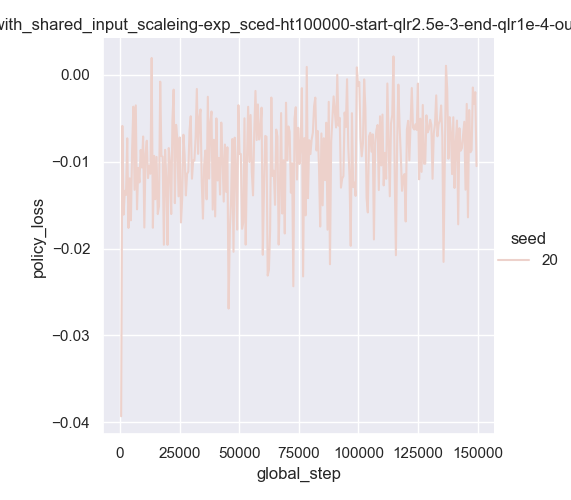 with_shared_input_scaleing-exp_sced-ht100000-start-qlr2.5e-3-end-qlr1e-4-ou
0.00
−0.01
−0.02
−0.03
−0.04
policy_loss
0 25000 50000 75000 100000 125000 150000
global_step
seed
20